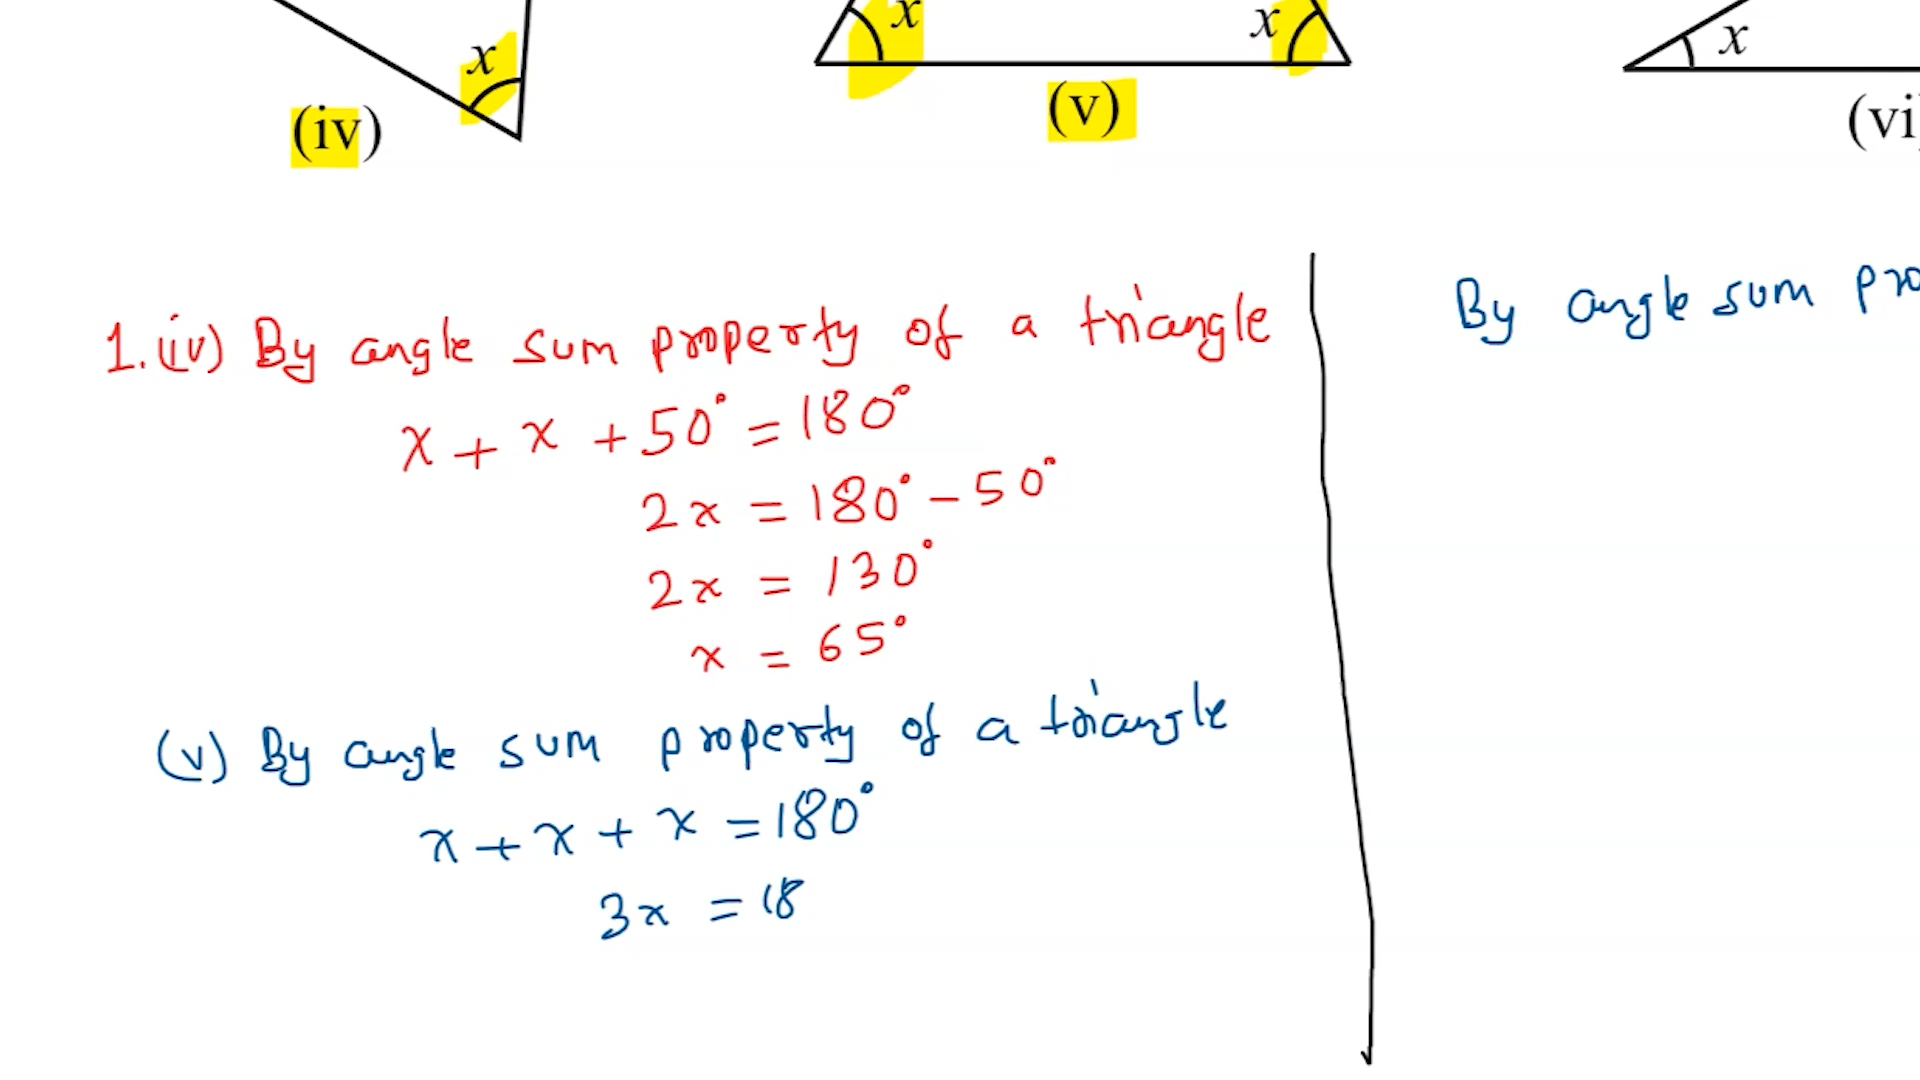 x x x x
(iv) (v) (vi)
1.(iv) By angle sum property of a triangle
x + x + 50° = 180°
2x = 180° - 50°
2x = 130°
x = 65°
(v) By angle sum property of a triangle
x + x + x = 180°
3x = 18
By angle sum pro